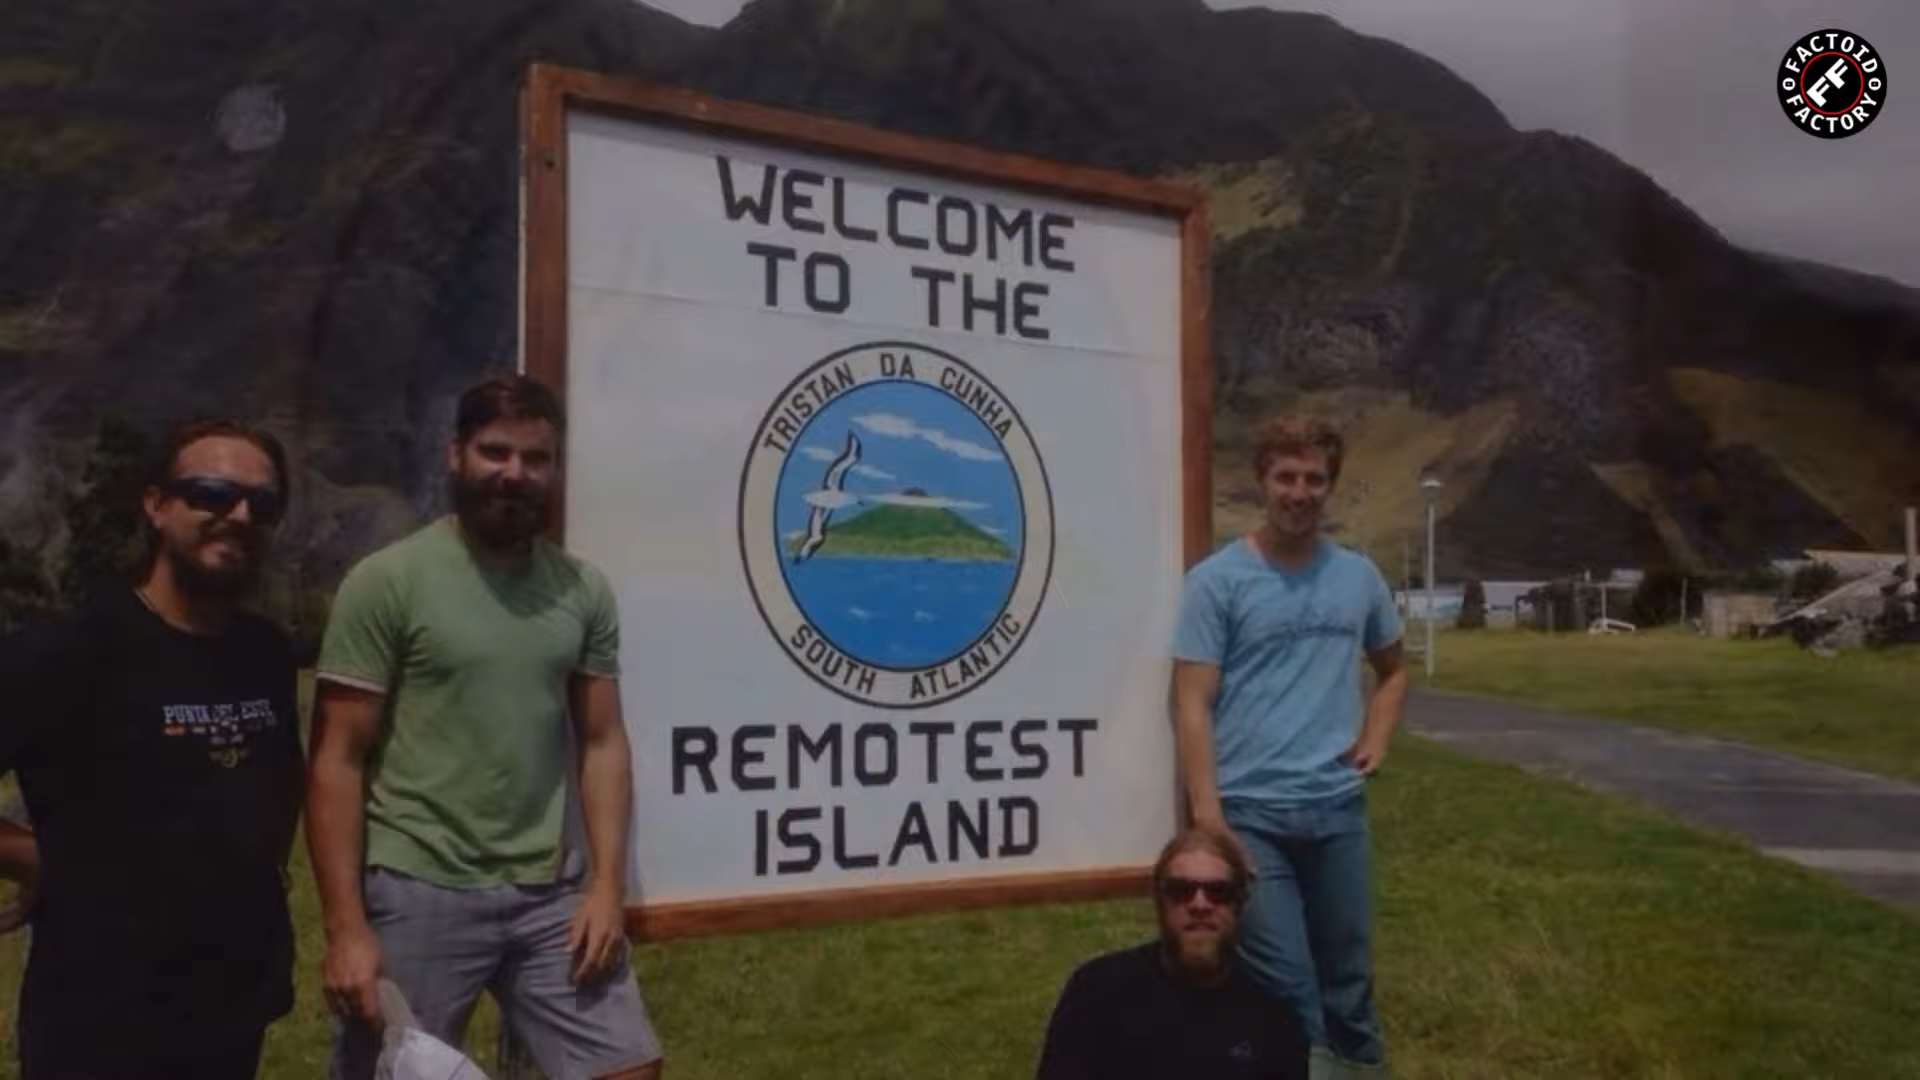 FACTOID
FF
FACTORY
WELCOME
TO THE
TRISTAN DA CUNHA
SOUTH ATLANTIC
REMOTEST
ISLAND
PUNTA DEL ESTE